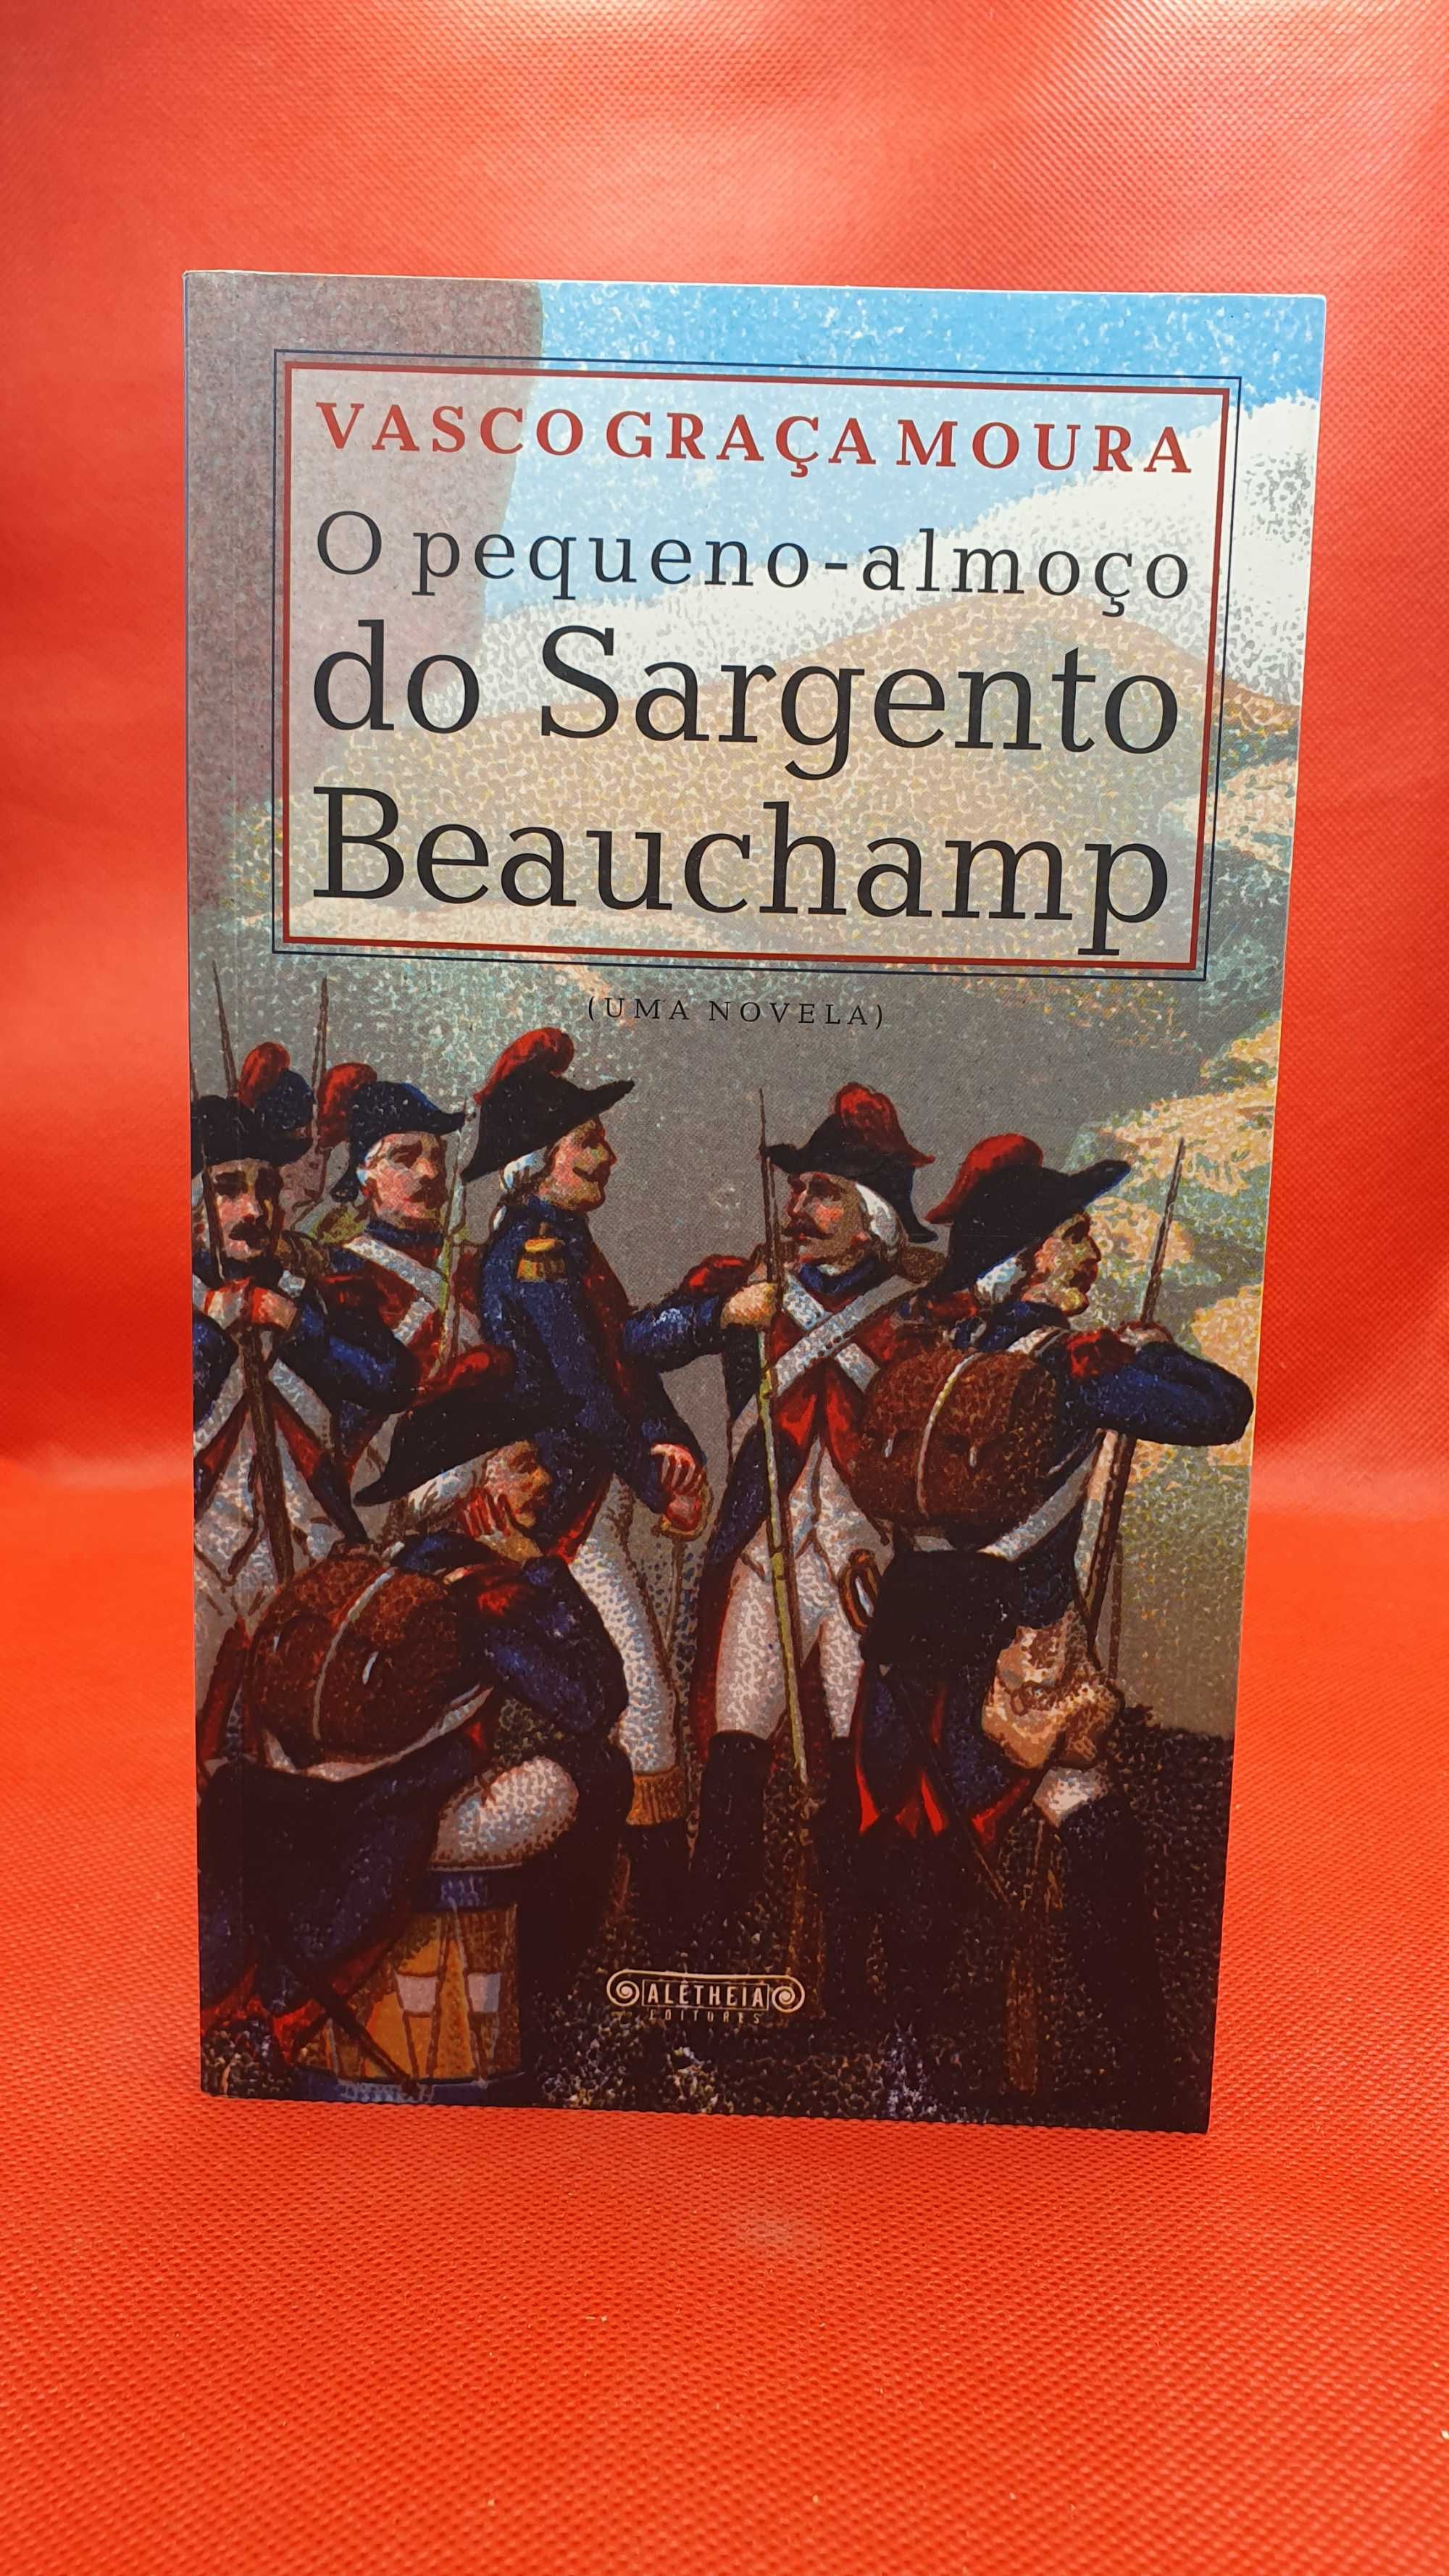 VASCO GRAÇA MOURA
O pequeno-almoço
do Sargento
Beauchamp
(UMA NOVELA)
ALÊTHEIA
EDITORES